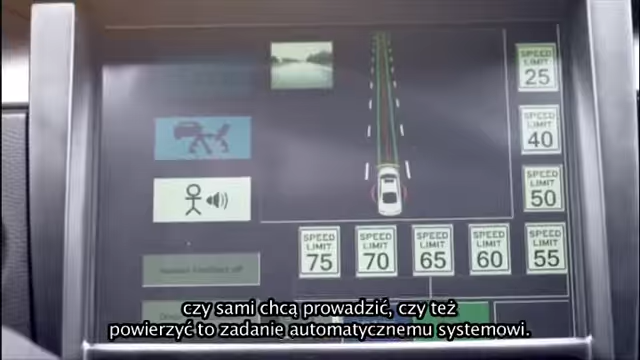 SPEED
LIMIT
25
SPEED
LIMIT
40
SPEED
LIMIT
50
SPEED
LIMIT
75
SPEED
LIMIT
70
SPEED
LIMIT
65
SPEED
LIMIT
60
SPEED
LIMIT
55
czy sami chcą prowadzić, czy też
powierzyć to zadanie automatycznemu systemowi.